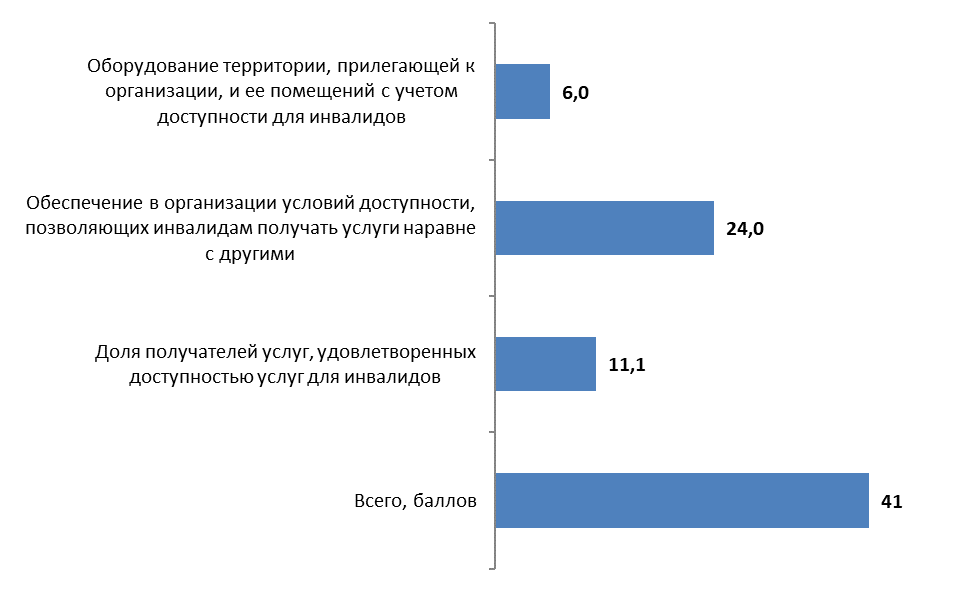 Оборудование территории, прилегающей к
организации, и ее помещений с учетом
доступности для инвалидов
6,0
Обеспечение в организации условий доступности,
позволяющих инвалидам получать услуги наравне
с другими
24,0
Доля получателей услуг, удовлетворенных
доступностью услуг для инвалидов
11,1
Всего, баллов
41